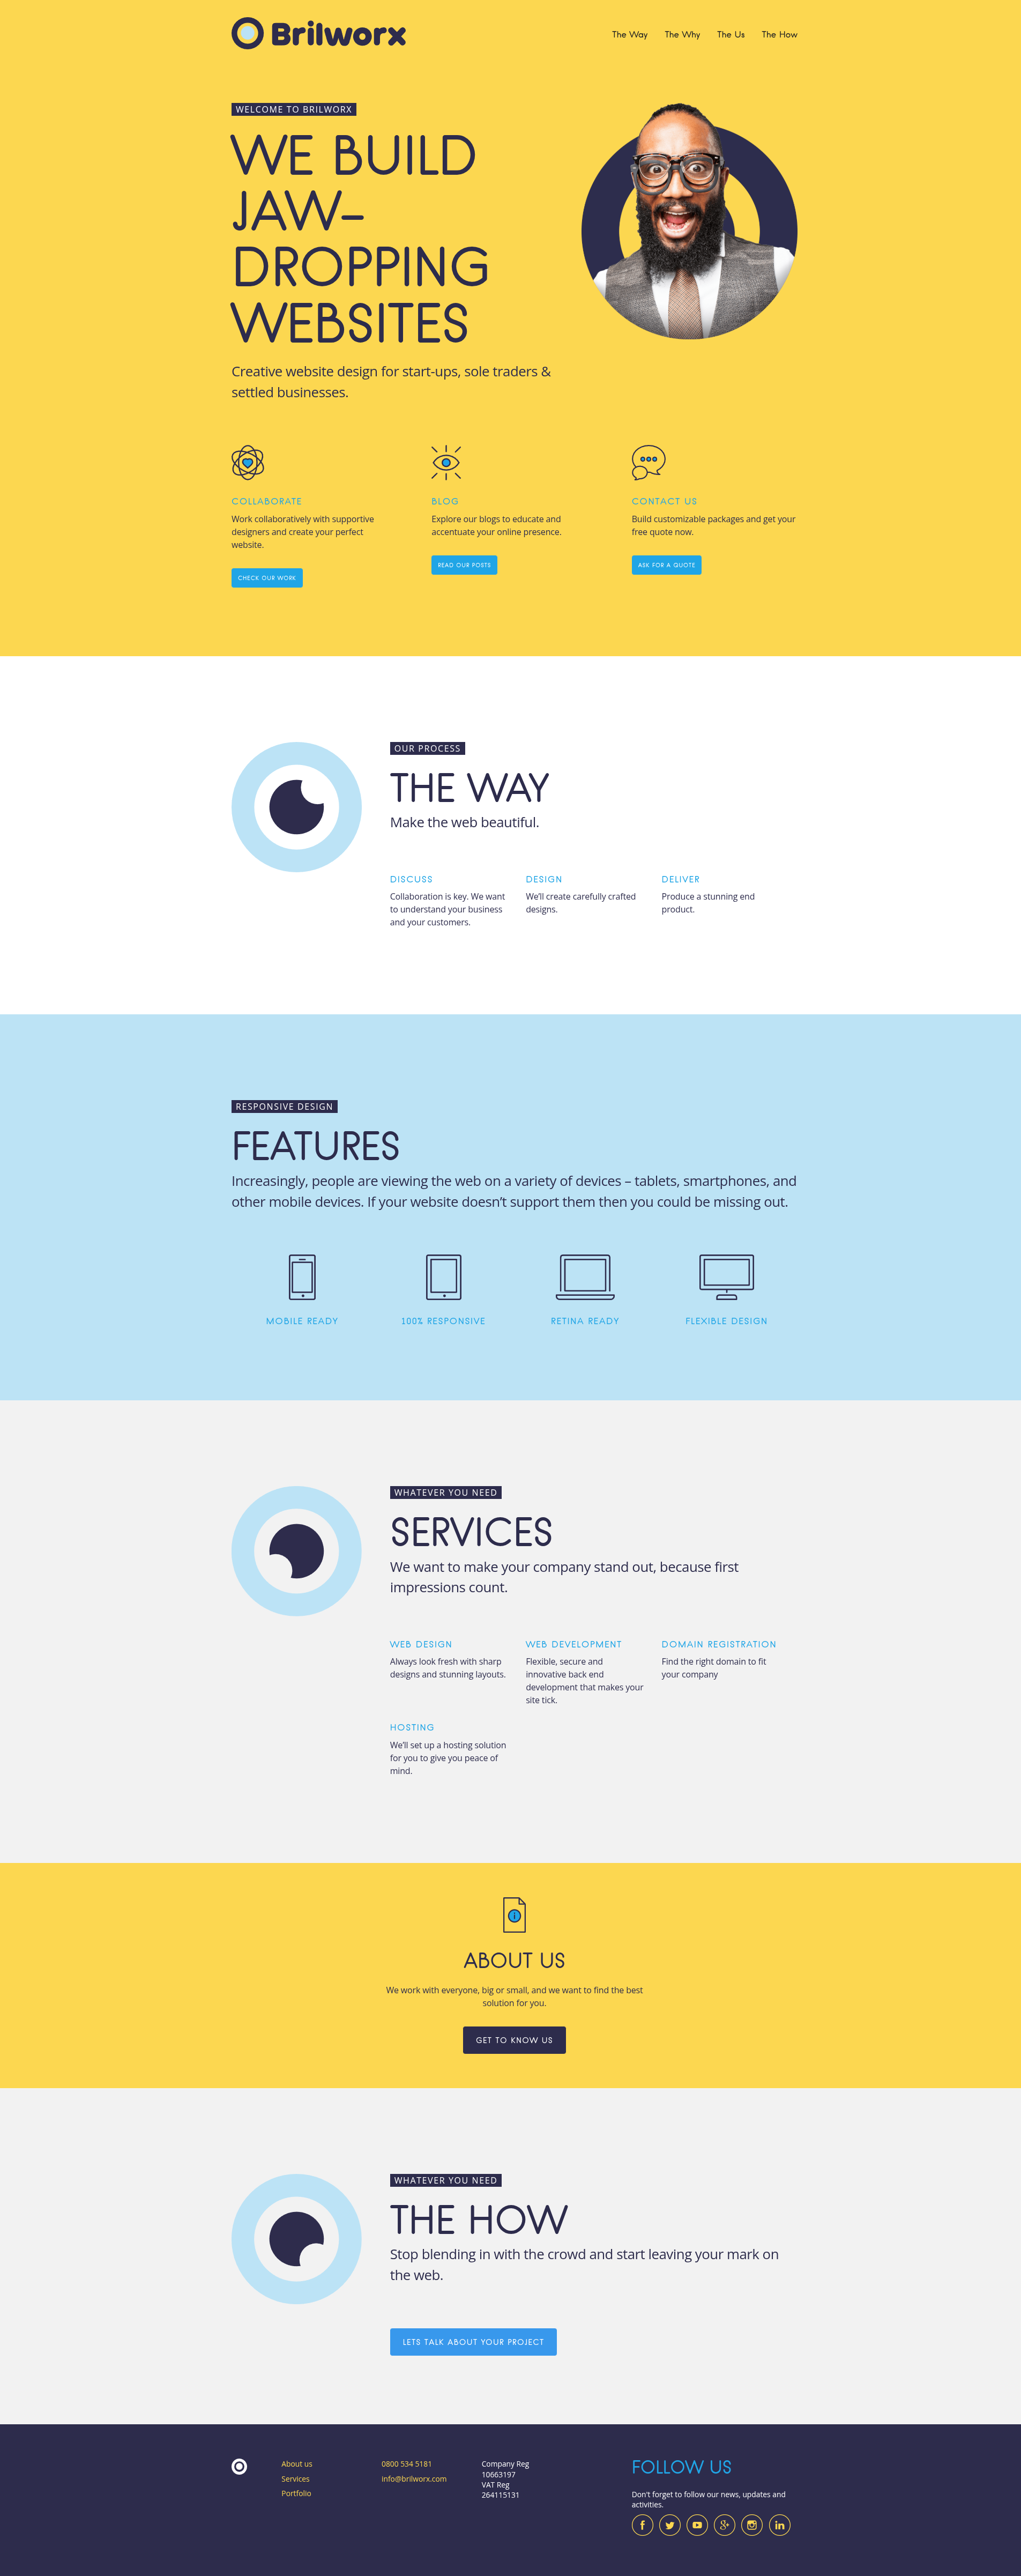 Brilworx
The Way The Why The Us The How
WELCOME TO BRILWORX
WE BUILD
JAW–
DROPPING
WEBSITES
Creative website design for start-ups, sole traders &
settled businesses.
COLLABORATE
Work collaboratively with supportive
designers and create your perfect
website.
CHECK OUR WORK
BLOG
Explore our blogs to educate and
accentuate your online presence.
READ OUR POSTS
CONTACT US
Build customizable packages and get your
free quote now.
ASK FOR A QUOTE
OUR PROCESS
THE WAY
Make the web beautiful.
DISCUSS
Collaboration is key. We want
to understand your business
and your customers.
DESIGN
We'll create carefully crafted
designs.
DELIVER
Produce a stunning end
product.
RESPONSIVE DESIGN
FEATURES
Increasingly, people are viewing the web on a variety of devices – tablets, smartphones, and
other mobile devices. If your website doesn't support them then you could be missing out.
MOBILE READY
100% RESPONSIVE
RETINA READY
FLEXIBLE DESIGN
WHATEVER YOU NEED
SERVICES
We want to make your company stand out, because first
impressions count.
WEB DESIGN
Always look fresh with sharp
designs and stunning layouts.
WEB DEVELOPMENT
Flexible, secure and
innovative back end
development that makes your
site tick.
DOMAIN REGISTRATION
Find the right domain to fit
your company
HOSTING
We'll set up a hosting solution
for you to give you peace of
mind.
ABOUT US
We work with everyone, big or small, and we want to find the best
solution for you.
GET TO KNOW US
WHATEVER YOU NEED
THE HOW
Stop blending in with the crowd and start leaving your mark on
the web.
LETS TALK ABOUT YOUR PROJECT
About us
Services
Portfolio
0800 534 5181
info@brilworx.com
Company Reg
10663197
VAT Reg
264115131
FOLLOW US
Don't forget to follow our news, updates and
activities.